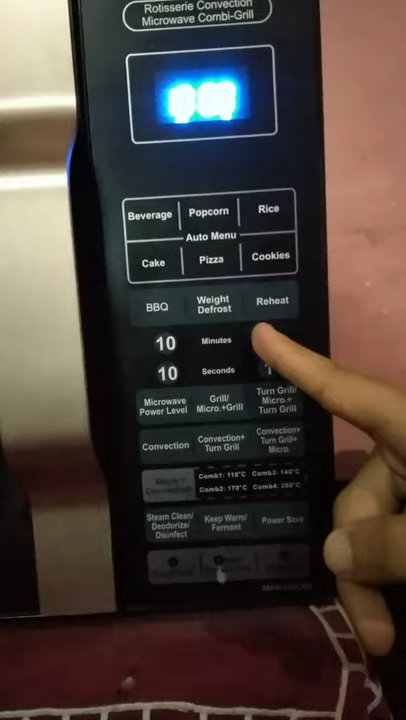 Rotisserie Convection
Microwave Combi-Grill
Beverage Popcorn Rice
Auto Menu
Cake Pizza Cookies
BBQ Weight Defrost Reheat
10 Minutes
10 Seconds 1
Microwave Power Level Grill/ Micro.+Grill Turn Grill/ Micro.+ Turn Grill
Convection Convection+ Turn Grill Convection+ Turn Grill+ Micro.
Micro.+ Convection Comb1: 110°C Comb2: 140°C
Comb3: 170°C Comb4: 200°C
Steam Clean/ Deodorize/ Disinfect Keep Warm/ Ferment Power Save